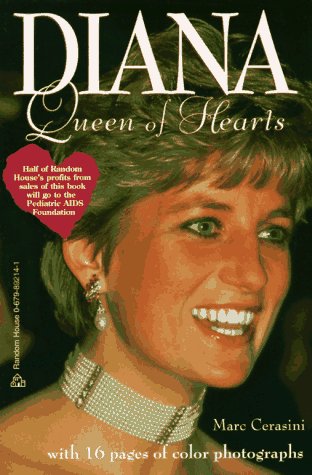 DIANA
Queen of Hearts
Half of Random
House's profits from
sales of this book
will go to the
Pediatric AIDS
Foundation
Random House 0-679-89214-1
Marc Cerasini
with 16 pages of color photographs